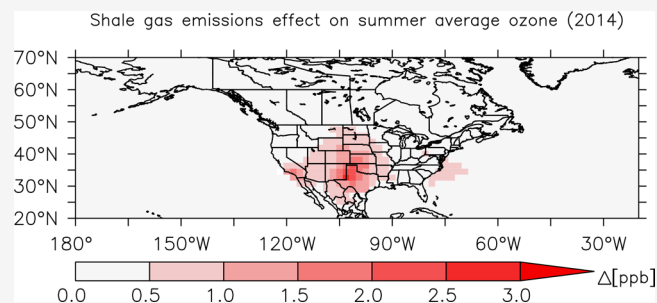 Shale gas emissions effect on summer average ozone (2014)
70°N
60°N
50°N
40°N
30°N
20°N
180° 150°W 120°W 90°W 60°W 30°W
Δ[ppb]
0.0 0.5 1.0 1.5 2.0 2.5 3.0